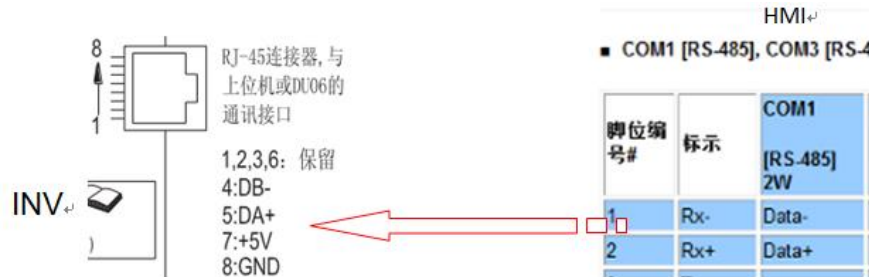 HMI
8
1
RJ-45连接器,与
上位机或DU06的
通讯接口
1,2,3,6: 保留
4:DB-
5:DA+
7:+5V
8:GND
INV
)
■ COM1 [RS-485], COM3 [RS-4
脚位编号# 标示 COM1 [RS-485] 2W
1 Rx- Data-
2 Rx+ Data+